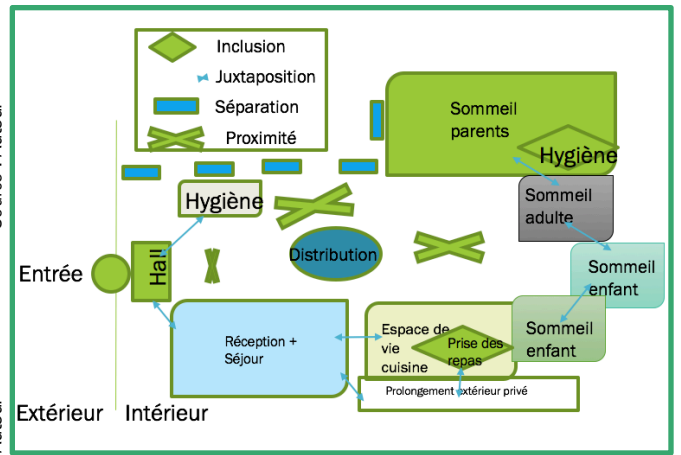 Inclusion
Juxtaposition
Séparation
Proximité
Sommeil
parents
Hygiène
Hygiène
Sommeil
adulte
Distribution
Hall
Entrée
Sommeil
enfant
Réception +
Séjour
Espace de
vie
cuisine
Prise des
repas
Sommeil
enfant
Prolongement extérieur privé
Extérieur
Intérieur